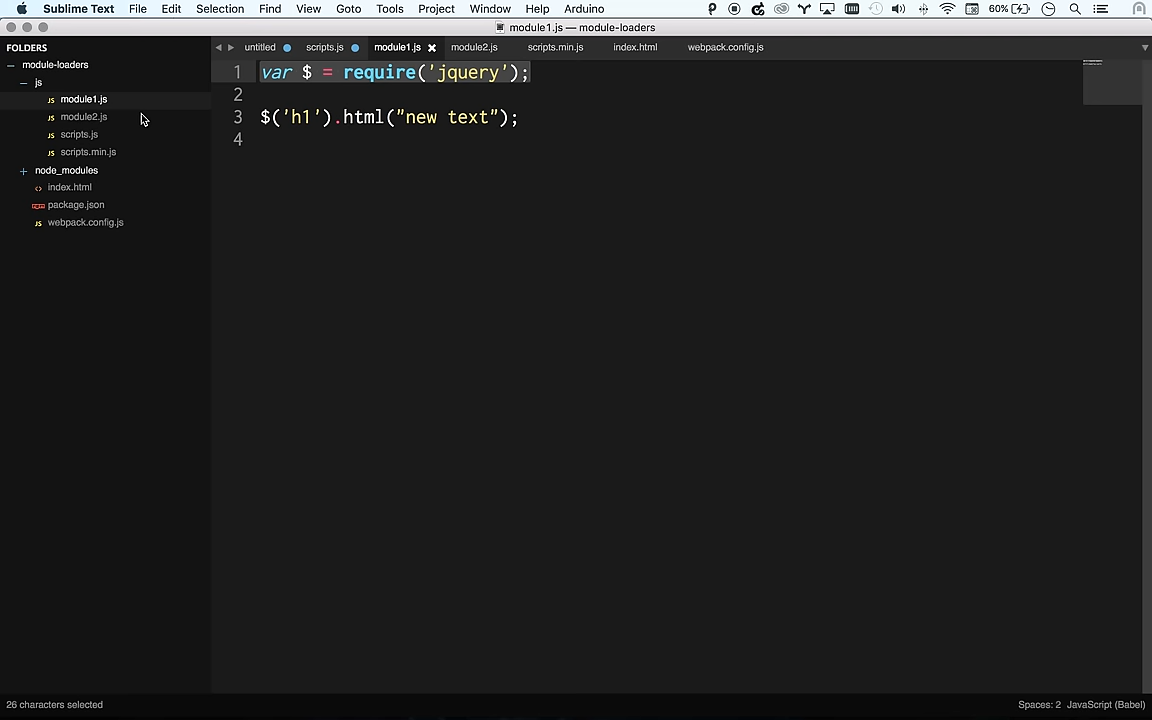 Sublime Text File Edit Selection Find View Goto Tools Project Window Help Arduino 60%
module1.js — module-loaders
FOLDERS
untitled scripts.js module1.js module2.js scripts.min.js index.html webpack.config.js
module-loaders
js
module1.js
module2.js
scripts.js
scripts.min.js
node_modules
index.html
package.json
webpack.config.js
1 var $ = require('jquery');
2
3 $('h1').html("new text");
4
26 characters selected
Spaces: 2 JavaScript (Babel)